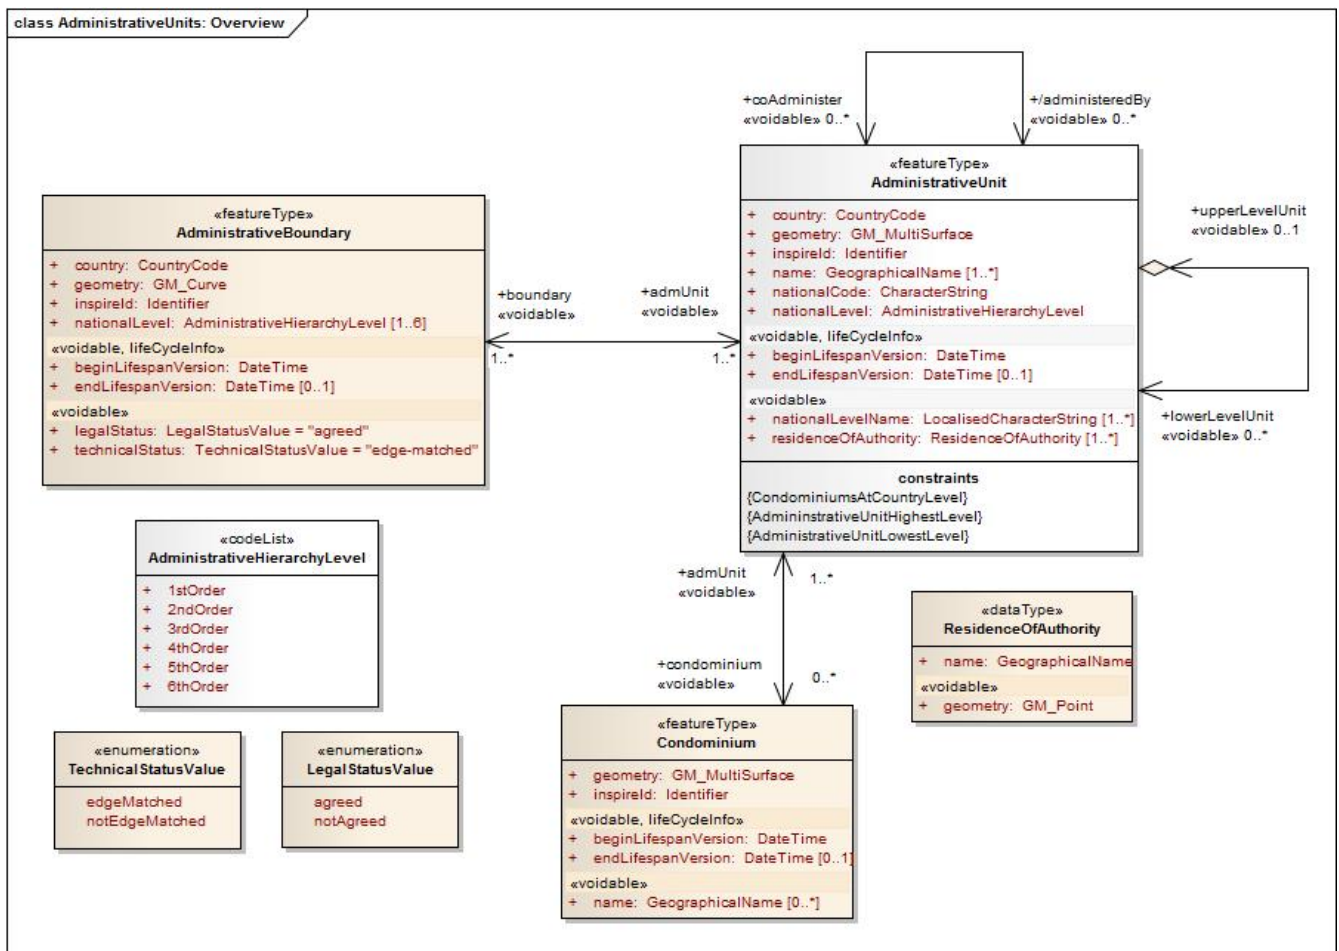 class AdministrativeUnits: Overview
+coAdminister
«voidable» 0..*
+/administeredBy
«voidable» 0..*
«featureType»
AdministrativeUnit
+ country: CountryCode
+ geometry: GM_MultiSurface
+ inspireId: Identifier
+ name: GeographicalName [1..*]
+ nationalCode: CharacterString
+ nationalLevel: AdministrativeHierarchyLevel
«voidable, lifeCycleInfo»
+ beginLifespanVersion: DateTime
+ endLifespanVersion: DateTime [0..1]
«voidable»
+ nationalLevelName: LocalisedCharacterString [1..*]
+ residenceOfAuthority: ResidenceOfAuthority [1..*]
constraints
{CondominiumsAtCountryLevel}
{AdmininstrativeUnitHighestLevel}
{AdministrativeUnitLowestLevel}
+upperLevelUnit
«voidable» 0..1
+lowerLevelUnit
«voidable» 0..*
«featureType»
AdministrativeBoundary
+ country: CountryCode
+ geometry: GM_Curve
+ inspireId: Identifier
+ nationalLevel: AdministrativeHierarchyLevel [1..6]
«voidable, lifeCycleInfo»
+ beginLifespanVersion: DateTime
+ endLifespanVersion: DateTime [0..1]
«voidable»
+ legalStatus: LegalStatusValue = "agreed"
+ technicalStatus: TechnicalStatusValue = "edge-matched"
+boundary
«voidable»
1..*
+admUnit
«voidable»
1..*
«codeList»
AdministrativeHierarchyLevel
+ 1stOrder
+ 2ndOrder
+ 3rdOrder
+ 4thOrder
+ 5thOrder
+ 6thOrder
+admUnit
«voidable»
1..*
+condominium
«voidable»
0..*
«dataType»
ResidenceOfAuthority
+ name: GeographicalName
«voidable»
+ geometry: GM_Point
«enumeration»
TechnicalStatusValue
edgeMatched
notEdgeMatched
«enumeration»
LegalStatusValue
agreed
notAgreed
«featureType»
Condominium
+ geometry: GM_MultiSurface
+ inspireId: Identifier
«voidable, lifeCycleInfo»
+ beginLifespanVersion: DateTime
+ endLifespanVersion: DateTime [0..1]
«voidable»
+ name: GeographicalName [0..*]